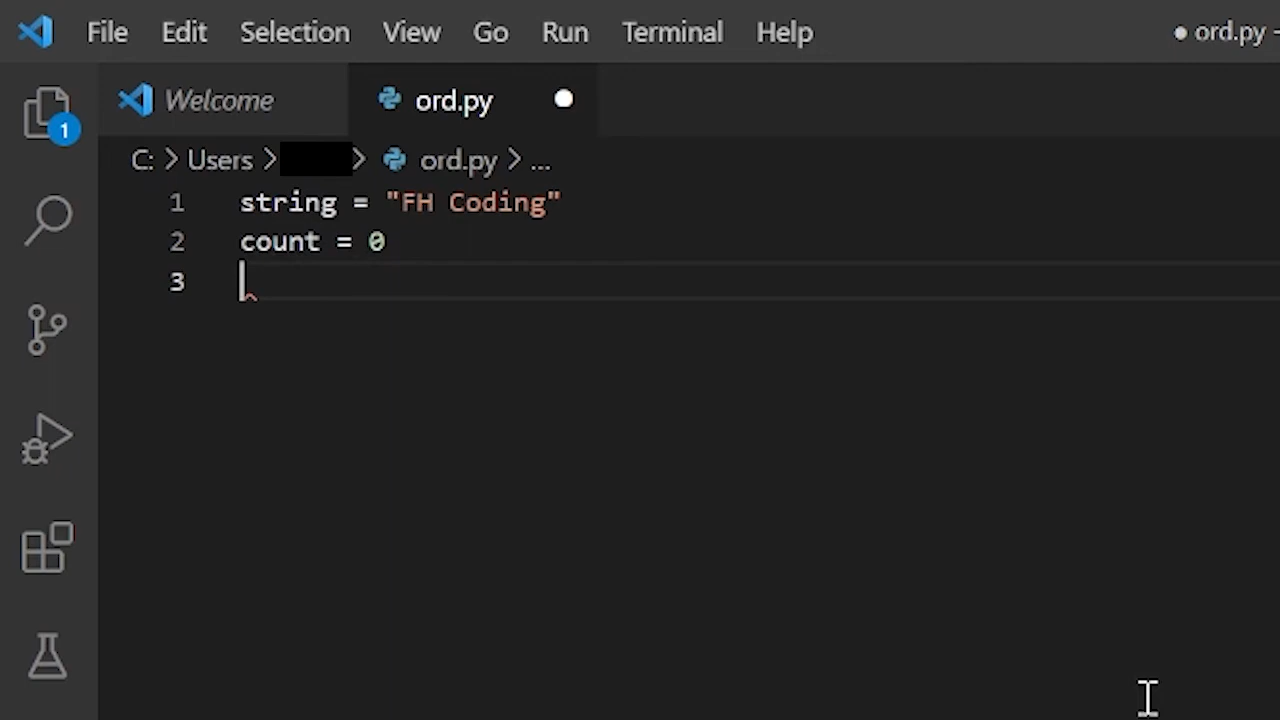 File Edit Selection View Go Run Terminal Help ● ord.py -
Welcome ord.py ●
1
C: > Users > > ord.py > ...
1 string = "FH Coding"
2 count = 0
3